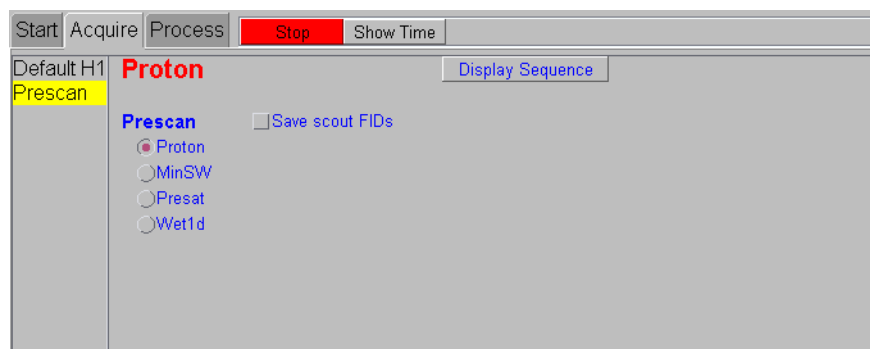 Start Acquire Process Stop Show Time
Default H1 Proton Display Sequence
Prescan
Prescan Save scout FIDs
Proton
MinSW
Presat
Wet1d